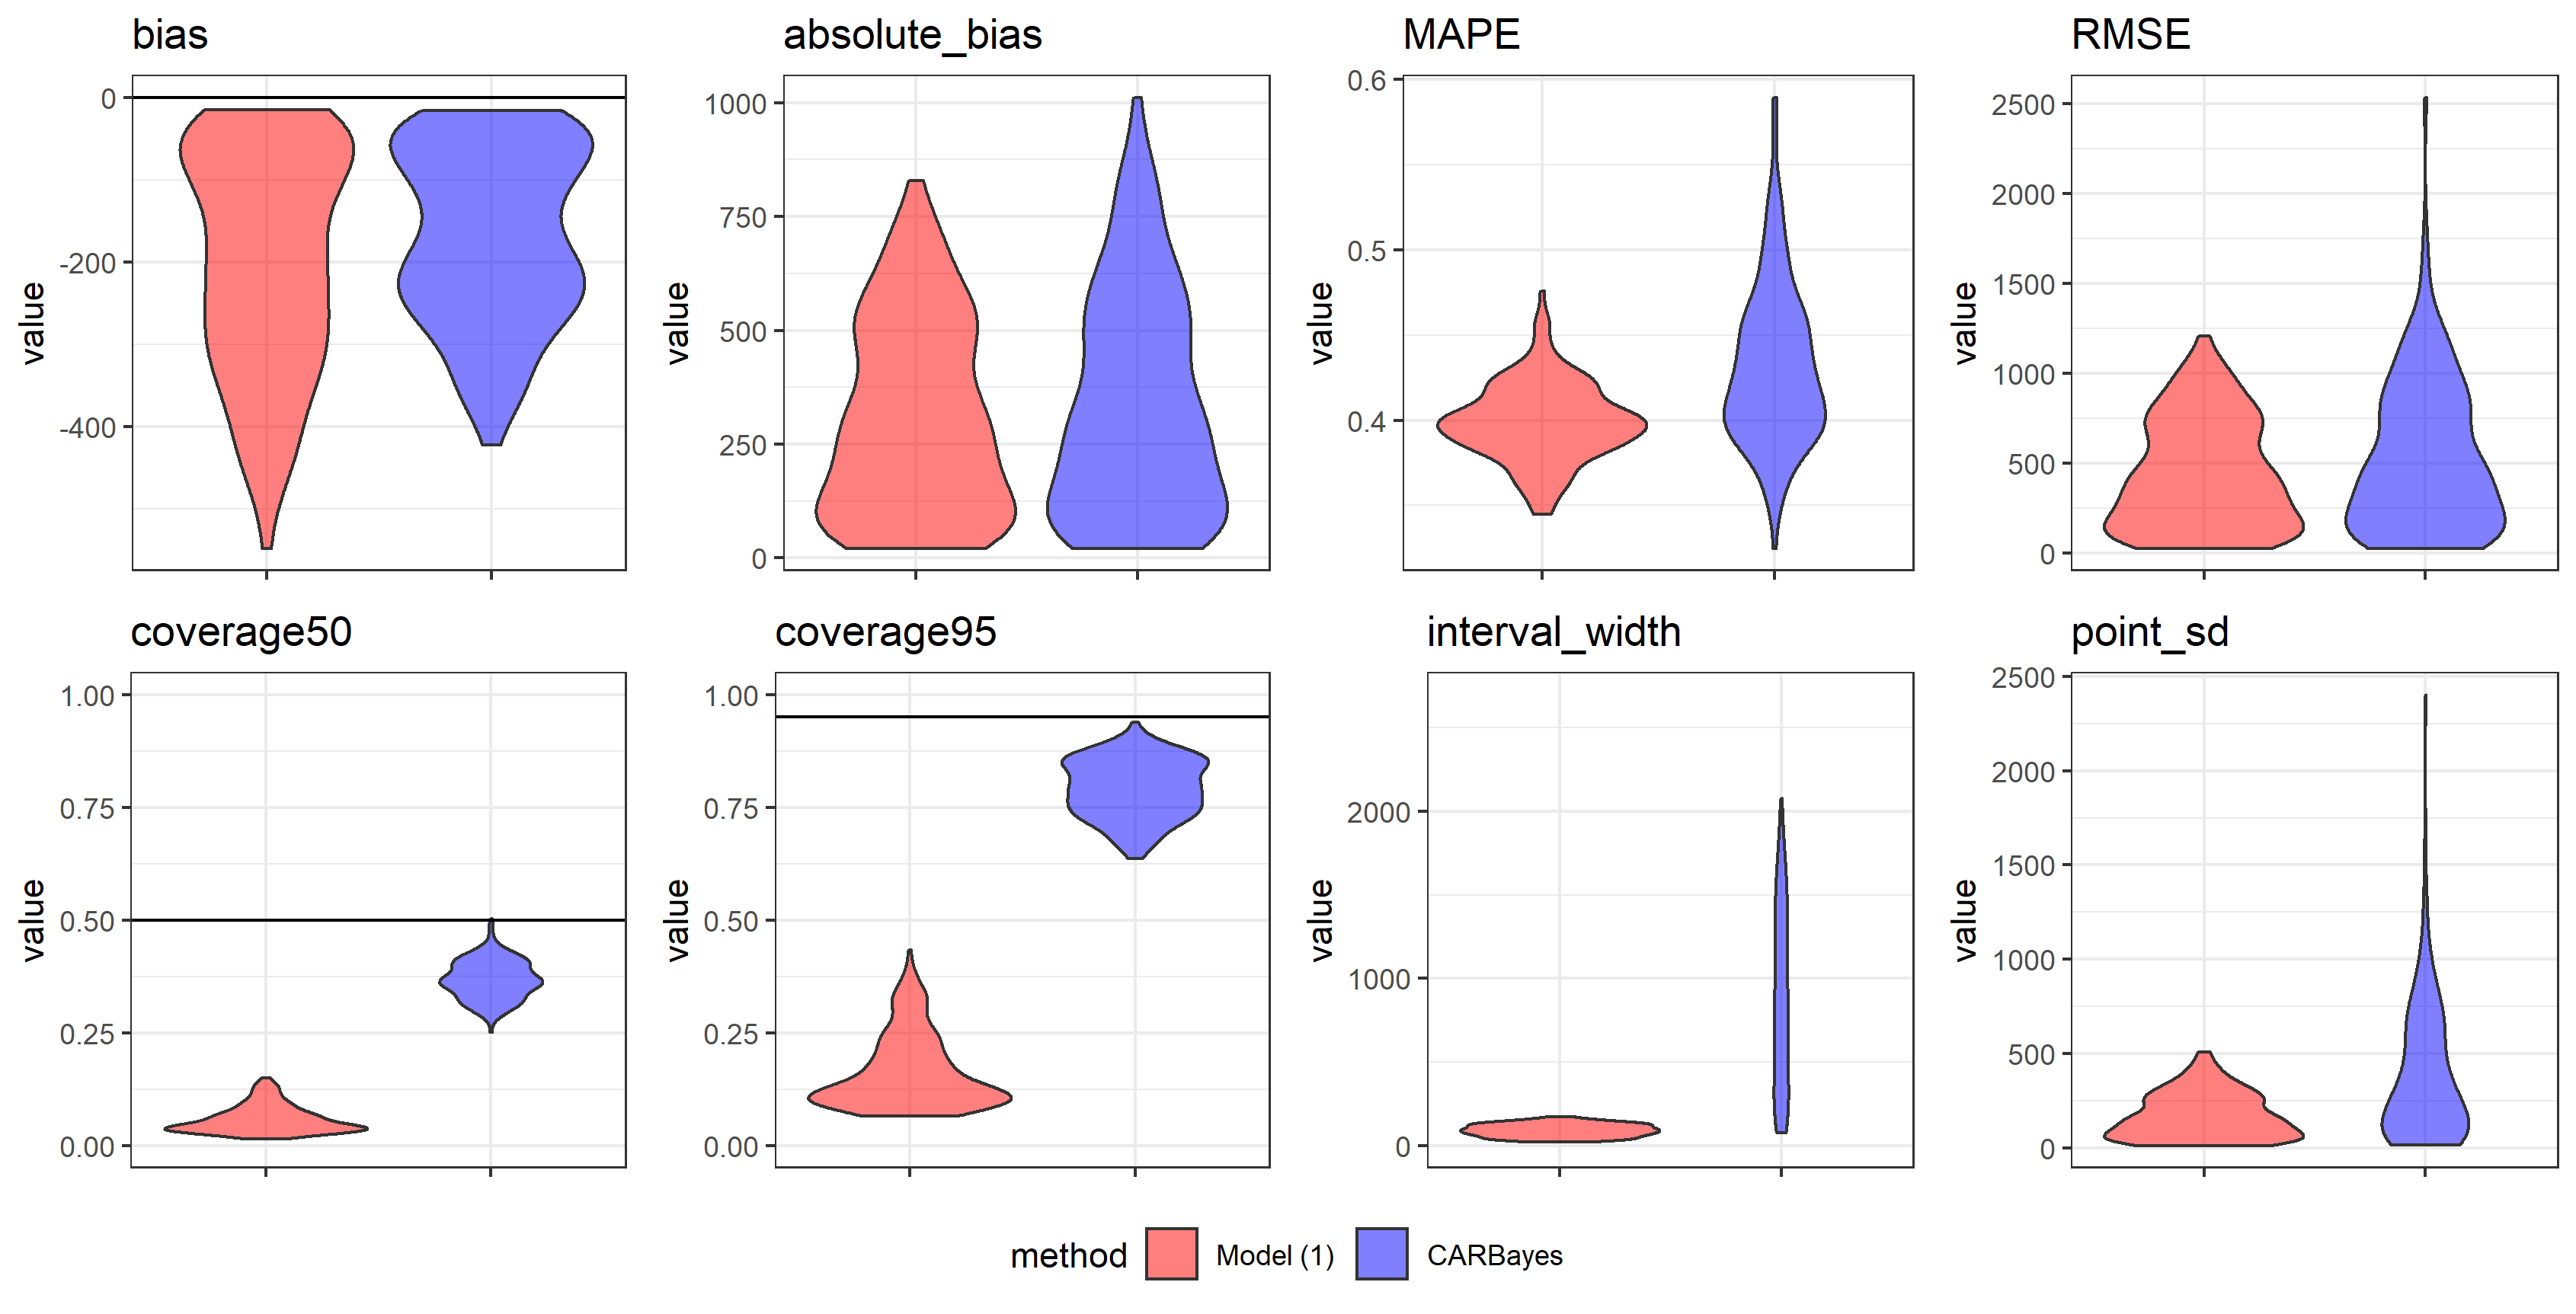 bias
absolute_bias
MAPE
RMSE
value
0
-200
-400
value
1000
750
500
250
0
value
0.6
0.5
0.4
value
2500
2000
1500
1000
500
0
coverage50
coverage95
interval_width
point_sd
value
1.00
0.75
0.50
0.25
0.00
value
1.00
0.75
0.50
0.25
0.00
value
2000
1000
0
value
2500
2000
1500
1000
500
0
method Model (1) CARBayes